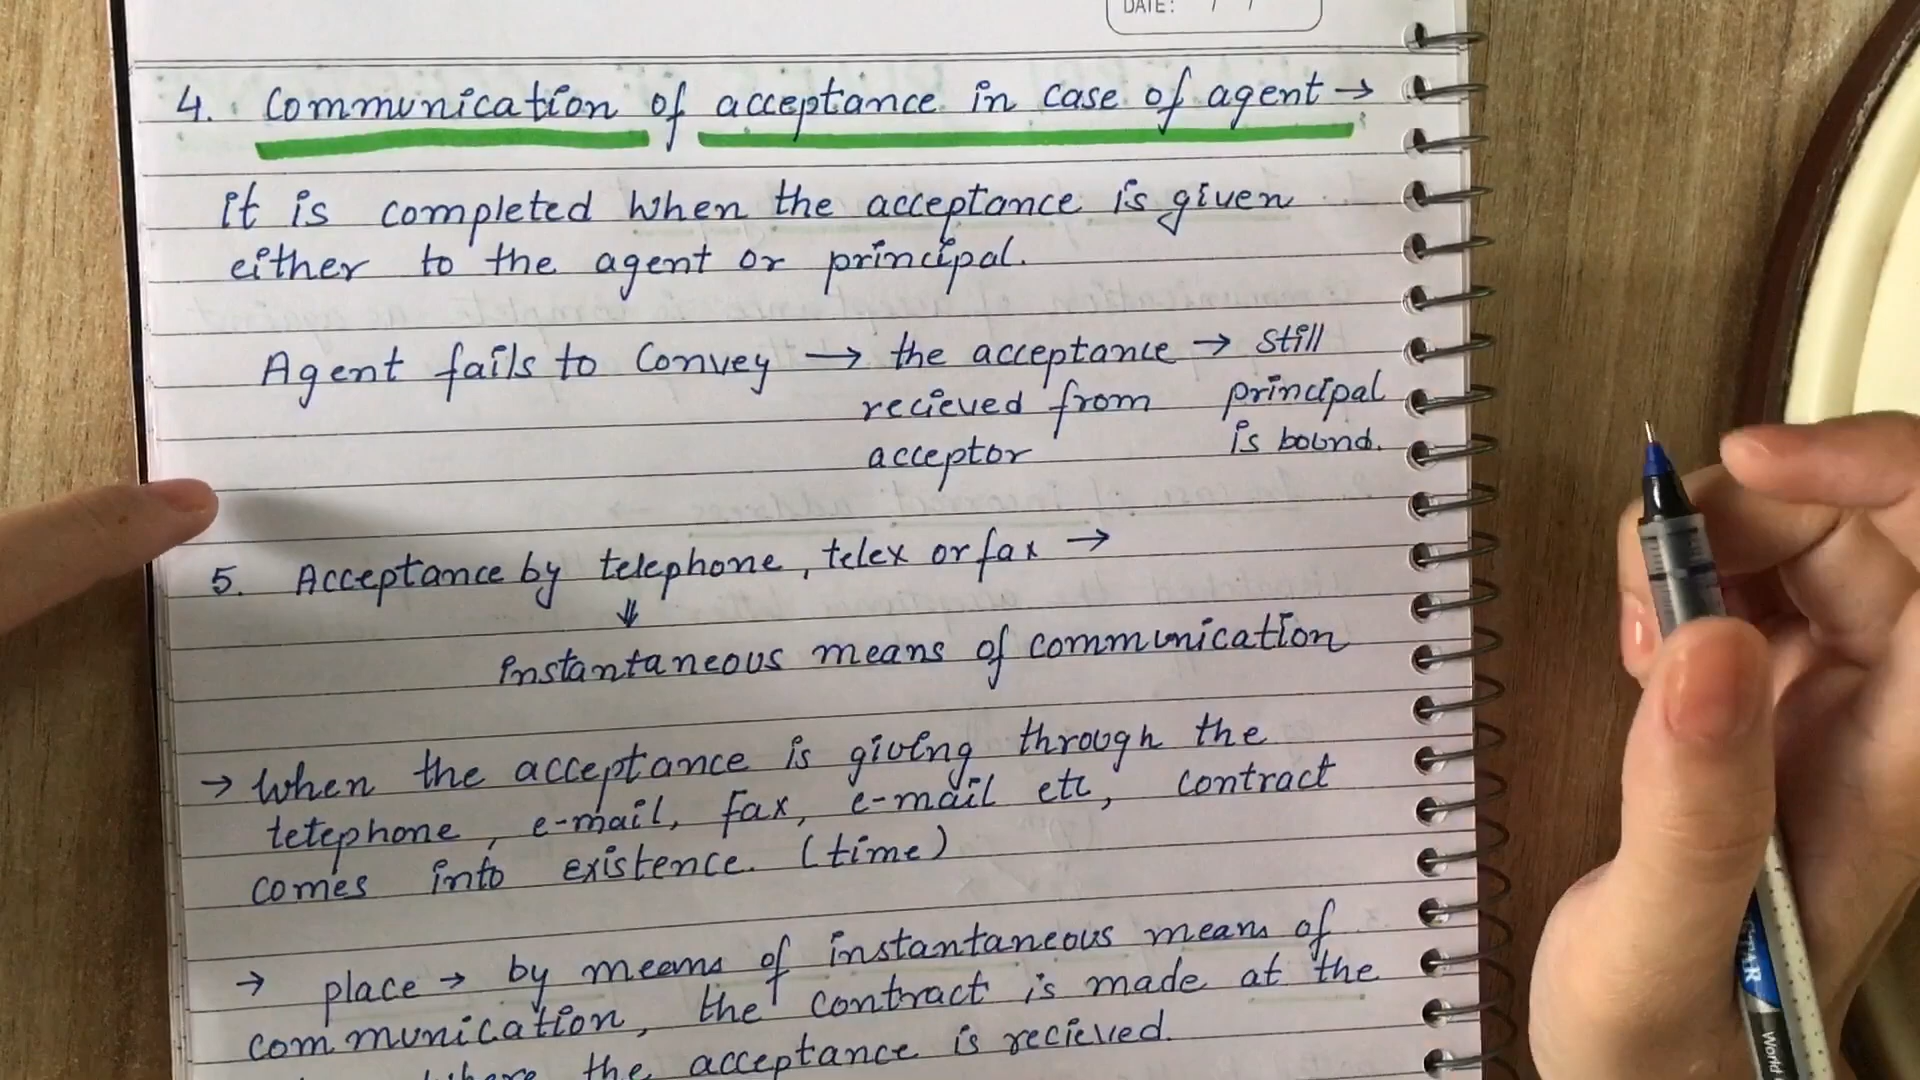 DATE: / /
4. Communication of acceptance in case of agent →
it is completed when the acceptance is given
either to the agent or principal.
Agent fails to Convey → the acceptance → still
recieved from principal
acceptor is bound.
5. Acceptance by telephone, telex or fax →
⇓
instantaneous means of communication
→ When the acceptance is giving through the
tetephone, e-mail, fax, e-mail etc, contract
comes into existence. (time)
→ place → by means of instantaneous means of
communication, the contract is made at the
where the acceptance is recieved.
STAR
World